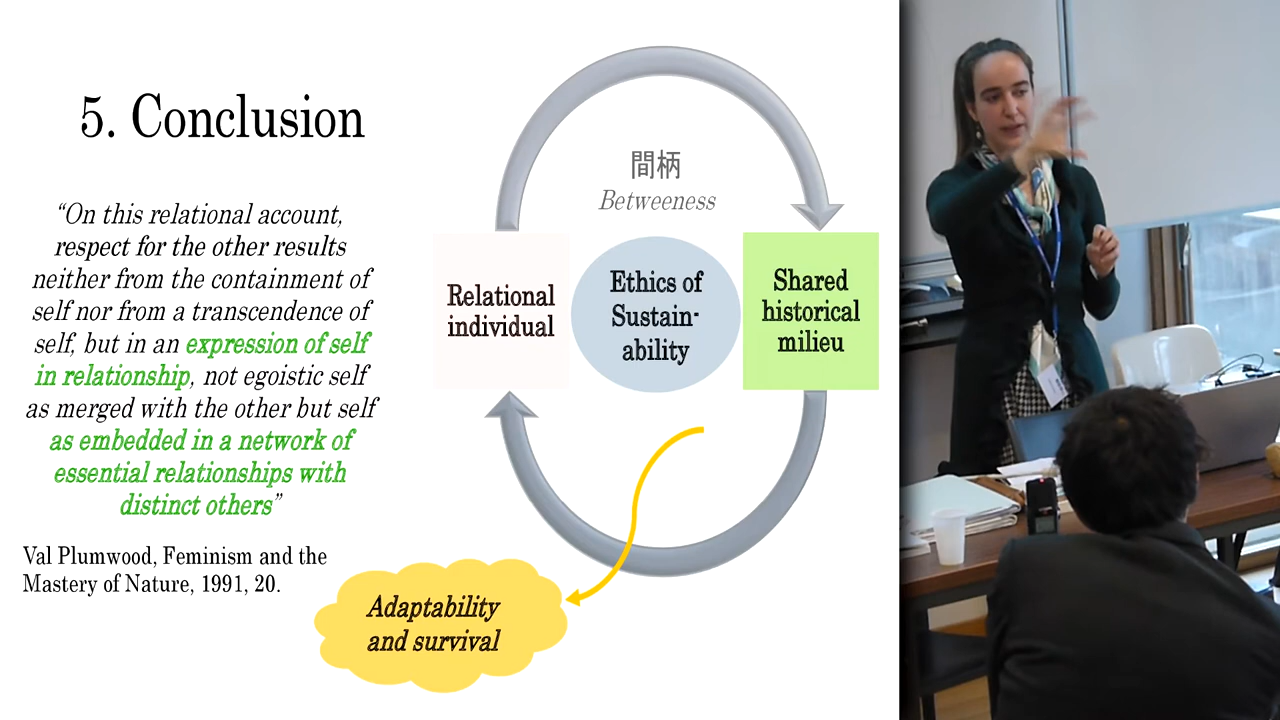 5. Conclusion
“On this relational account,
respect for the other results
neither from the containment of
self nor from a transcendence of
self, but in an expression of self
in relationship, not egoistic self
as merged with the other but self
as embedded in a network of
essential relationships with
distinct others”
Val Plumwood, Feminism and the
Mastery of Nature, 1991, 20.
間柄
Betweeness
Relational
individual
Ethics of
Sustain-
ability
Shared
historical
milieu
Adaptability
and survival